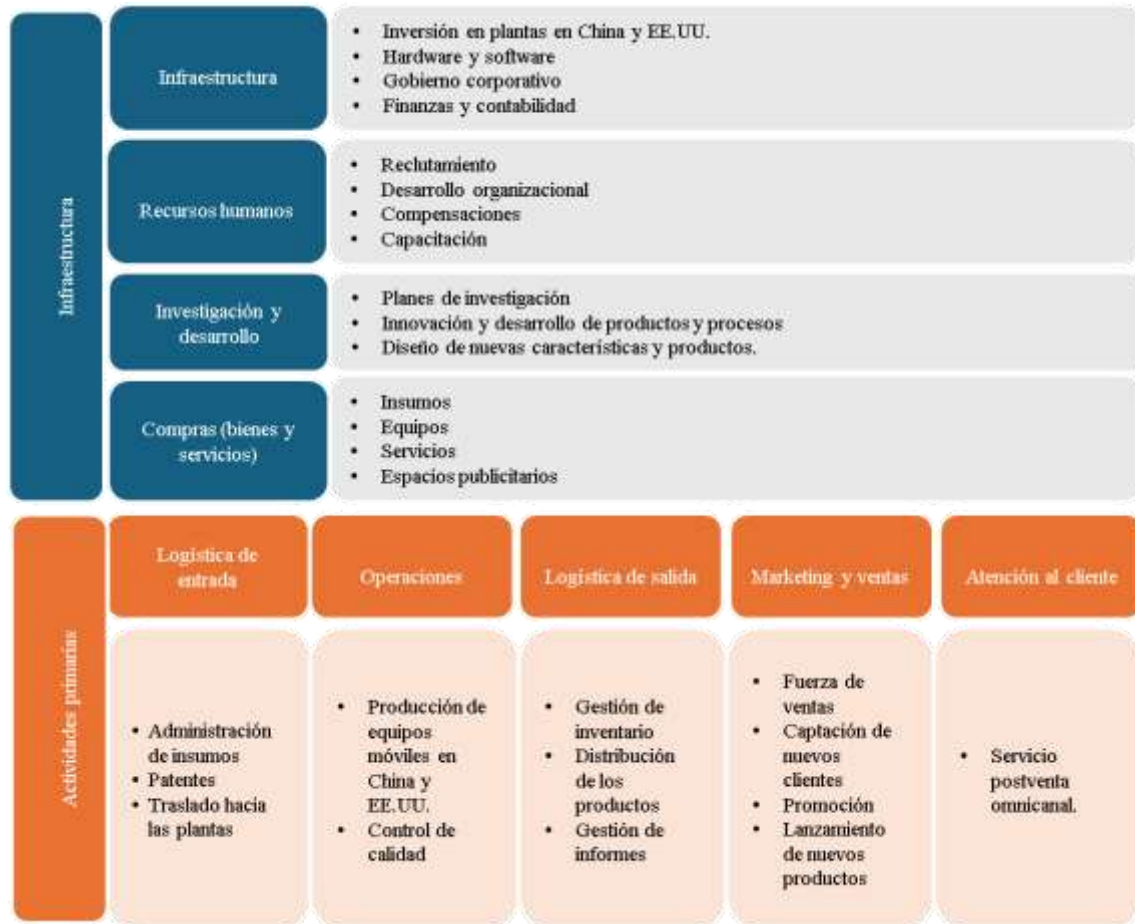 Infraestructura
Infraestructura
• Inversión en plantas en China y EE.UU.
• Hardware y software
• Gobierno corporativo
• Finanzas y contabilidad
Recursos humanos
• Reclutamiento
• Desarrollo organizacional
• Compensaciones
• Capacitación
Investigación y
desarrollo
• Planes de investigación
• Innovación y desarrollo de productos y procesos
• Diseño de nuevas características y productos.
Compras (bienes y
servicios)
• Insumos
• Equipos
• Servicios
• Espacios publicitarios
Actividades primarias
Logística de
entrada
Operaciones
Logística de salida
Marketing y ventas
Atención al cliente
• Administración
de insumos
• Patentes
• Traslado hacia
las plantas
• Producción de
equipos
móviles en
China y
EE.UU.
• Control de
calidad
• Gestión de
inventario
• Distribución
de los
productos
• Gestión de
informes
• Fuerza de
ventas
• Captación de
nuevos
clientes
• Promoción
• Lanzamiento
de nuevos
productos
• Servicio
postventa
omnicanal.